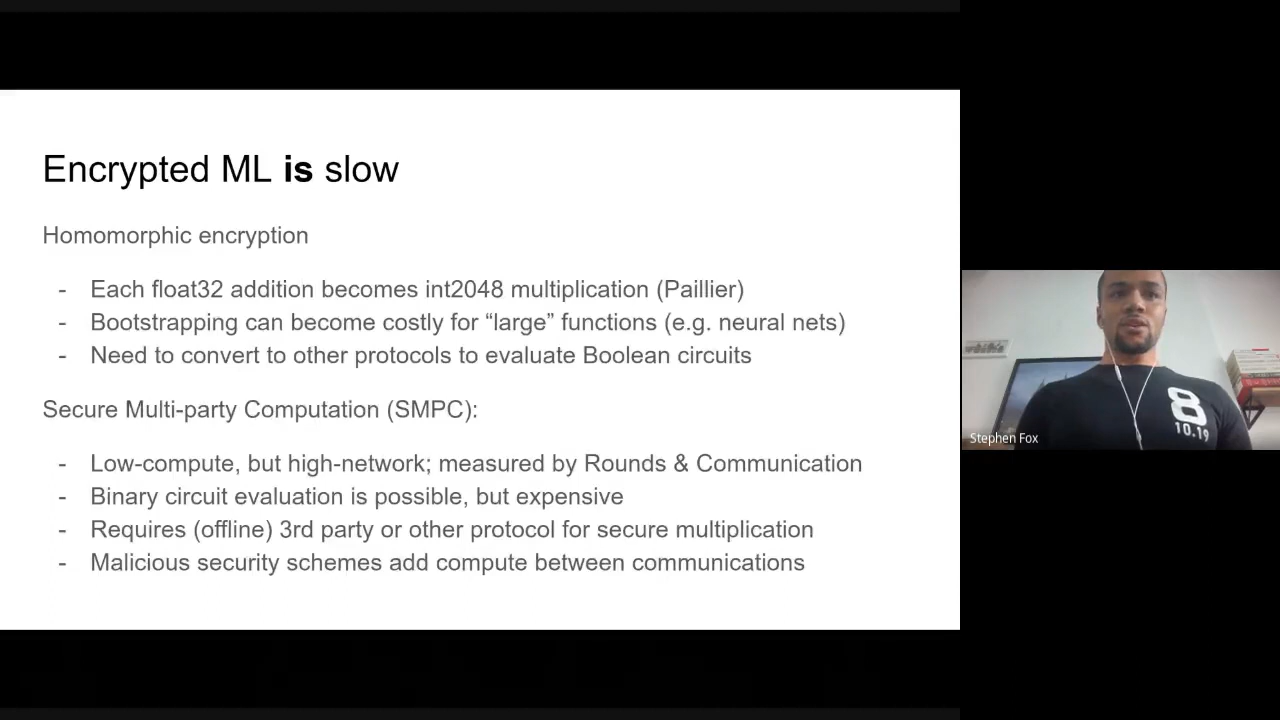 Encrypted ML is slow
Homomorphic encryption
- Each float32 addition becomes int2048 multiplication (Paillier)
- Bootstrapping can become costly for “large” functions (e.g. neural nets)
- Need to convert to other protocols to evaluate Boolean circuits
Secure Multi-party Computation (SMPC):
- Low-compute, but high-network; measured by Rounds & Communication
- Binary circuit evaluation is possible, but expensive
- Requires (offline) 3rd party or other protocol for secure multiplication
- Malicious security schemes add compute between communications
8
10.19
Stephen Fox